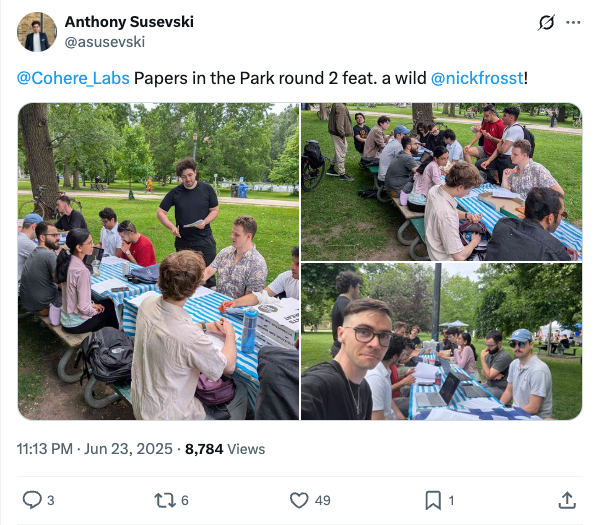 Anthony Susevski
@asusevski
@Cohere_Labs Papers in the Park round 2 feat. a wild @nickfrosst!
11:13 PM · Jun 23, 2025 · 8,784 Views
3 6 49 1